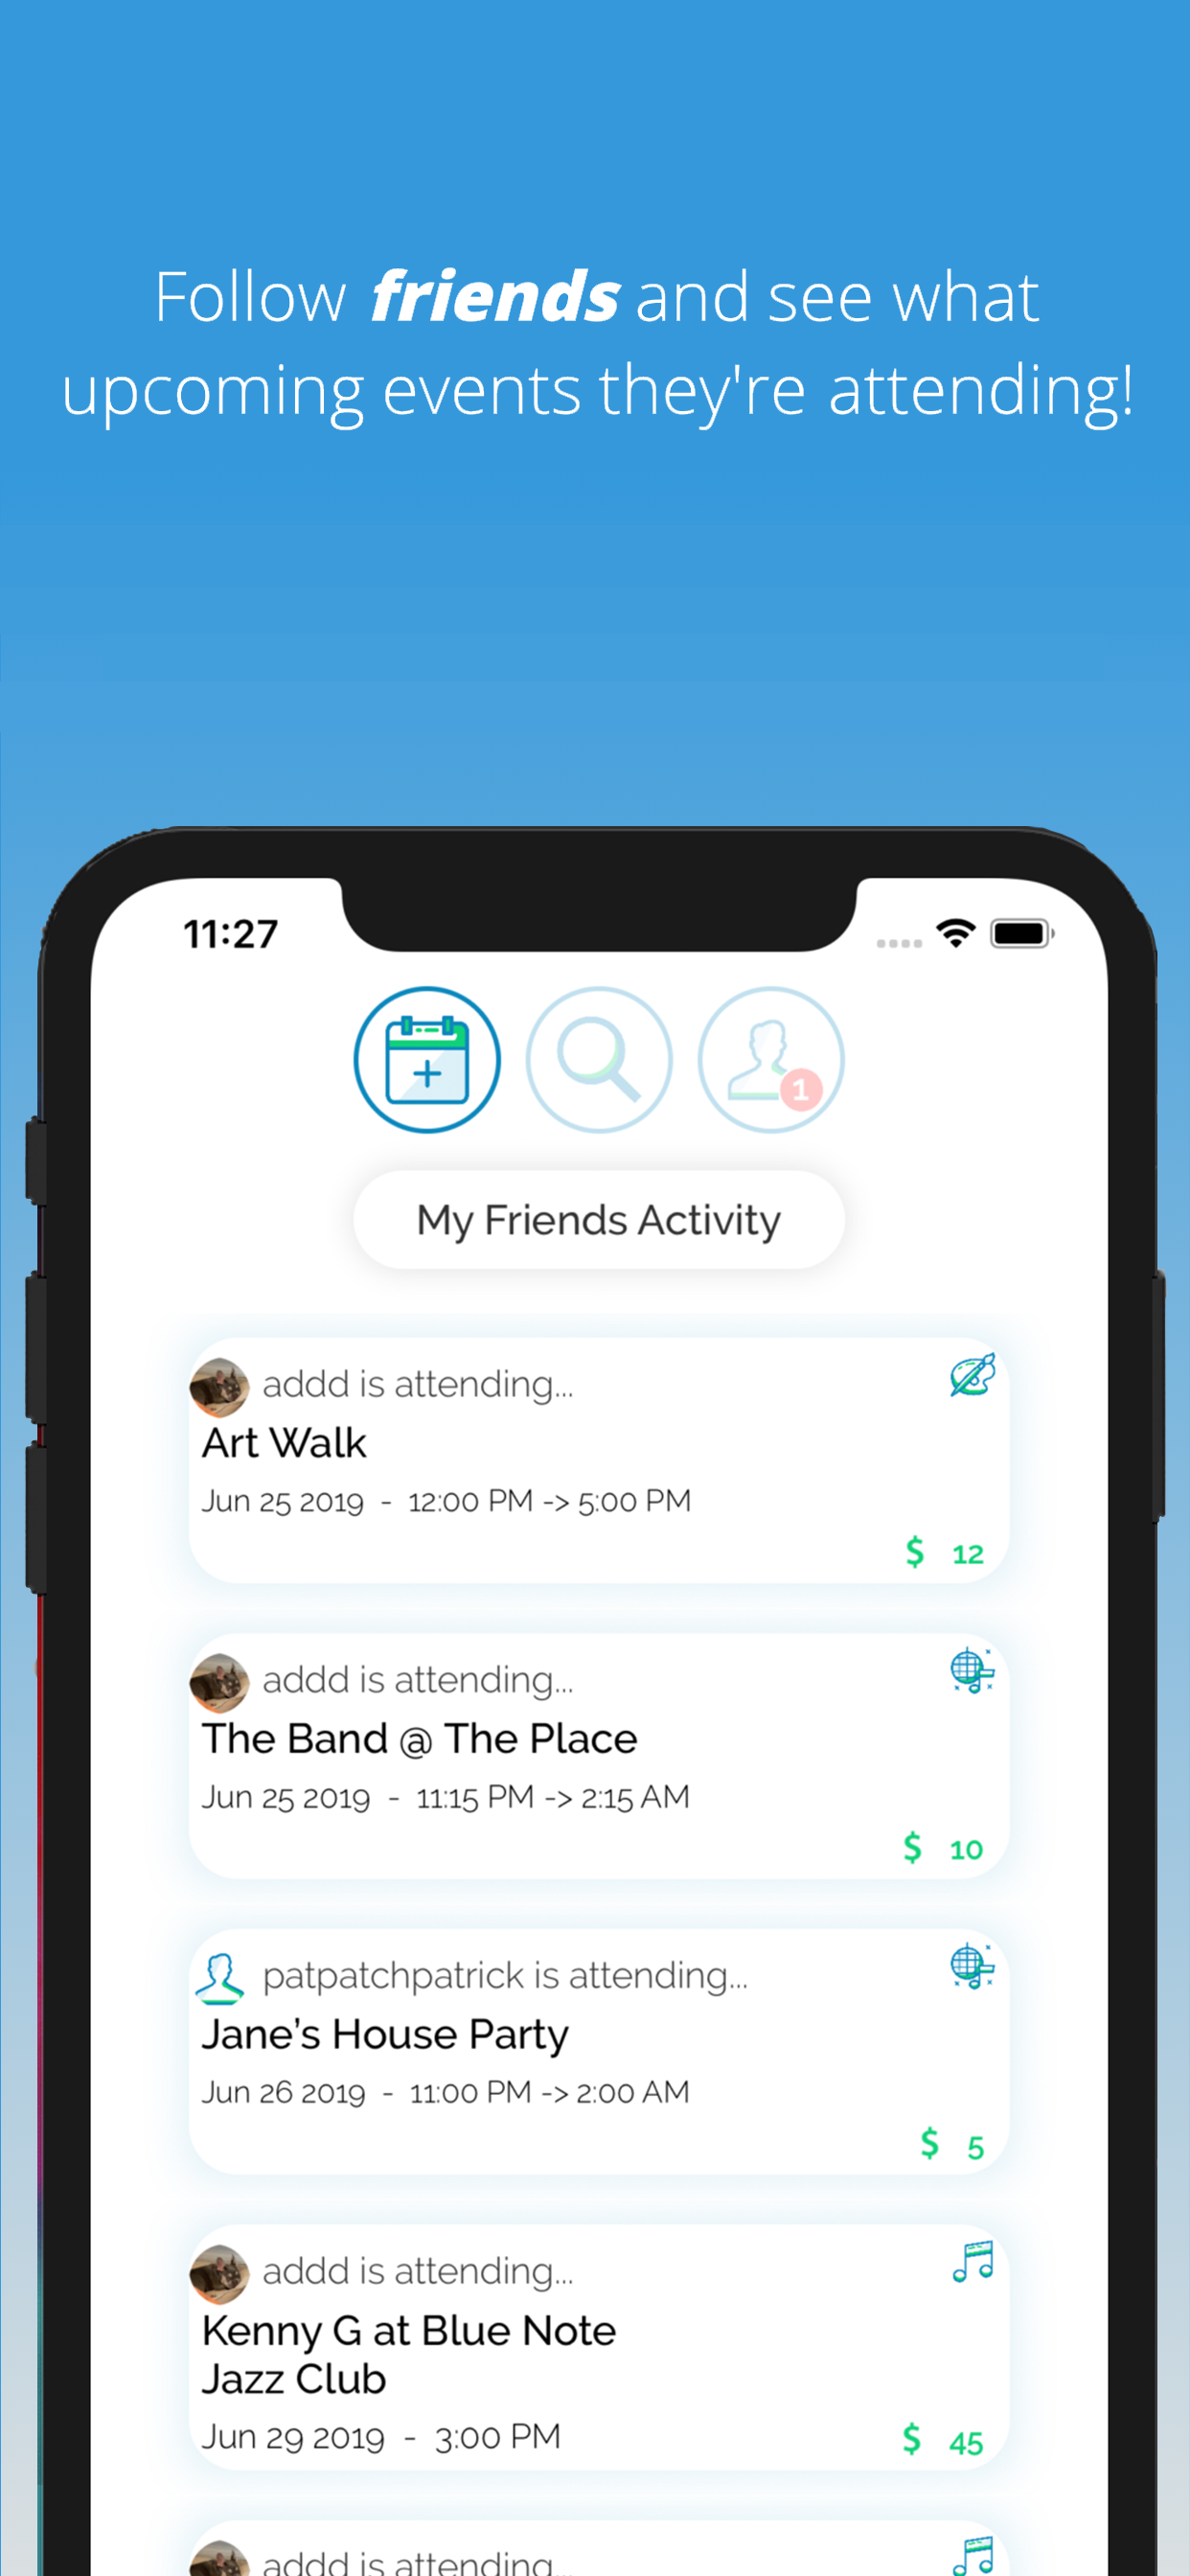 Follow friends and see what
upcoming events they're attending!
11:27
1
My Friends Activity
addd is attending...
Art Walk
Jun 25 2019 - 12:00 PM -> 5:00 PM
$ 12
addd is attending...
The Band @ The Place
Jun 25 2019 - 11:15 PM -> 2:15 AM
$ 10
patpatchpatrick is attending...
Jane's House Party
Jun 26 2019 - 11:00 PM -> 2:00 AM
$ 5
addd is attending...
Kenny G at Blue Note
Jazz Club
Jun 29 2019 - 3:00 PM
$ 45
addd is attending...